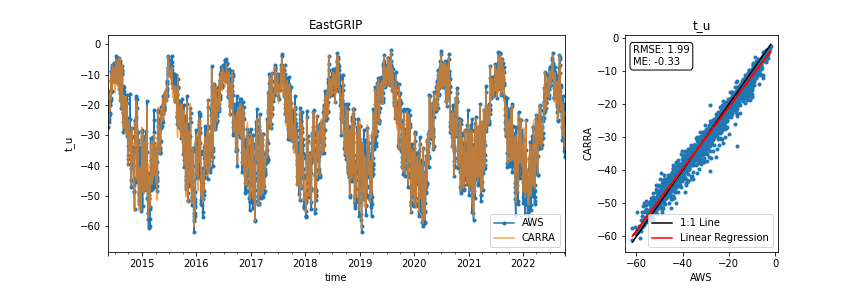 EastGRIP
t_u
0
−10
−20
−30
−40
−50
−60
t_u
AWS
CARRA
2015
2016
2017
2018
2019
2020
2021
2022
time
t_u
RMSE: 1.99
ME: -0.33
0
−10
−20
−30
−40
−50
−60
CARRA
1:1 Line
Linear Regression
−60
−40
−20
0
AWS